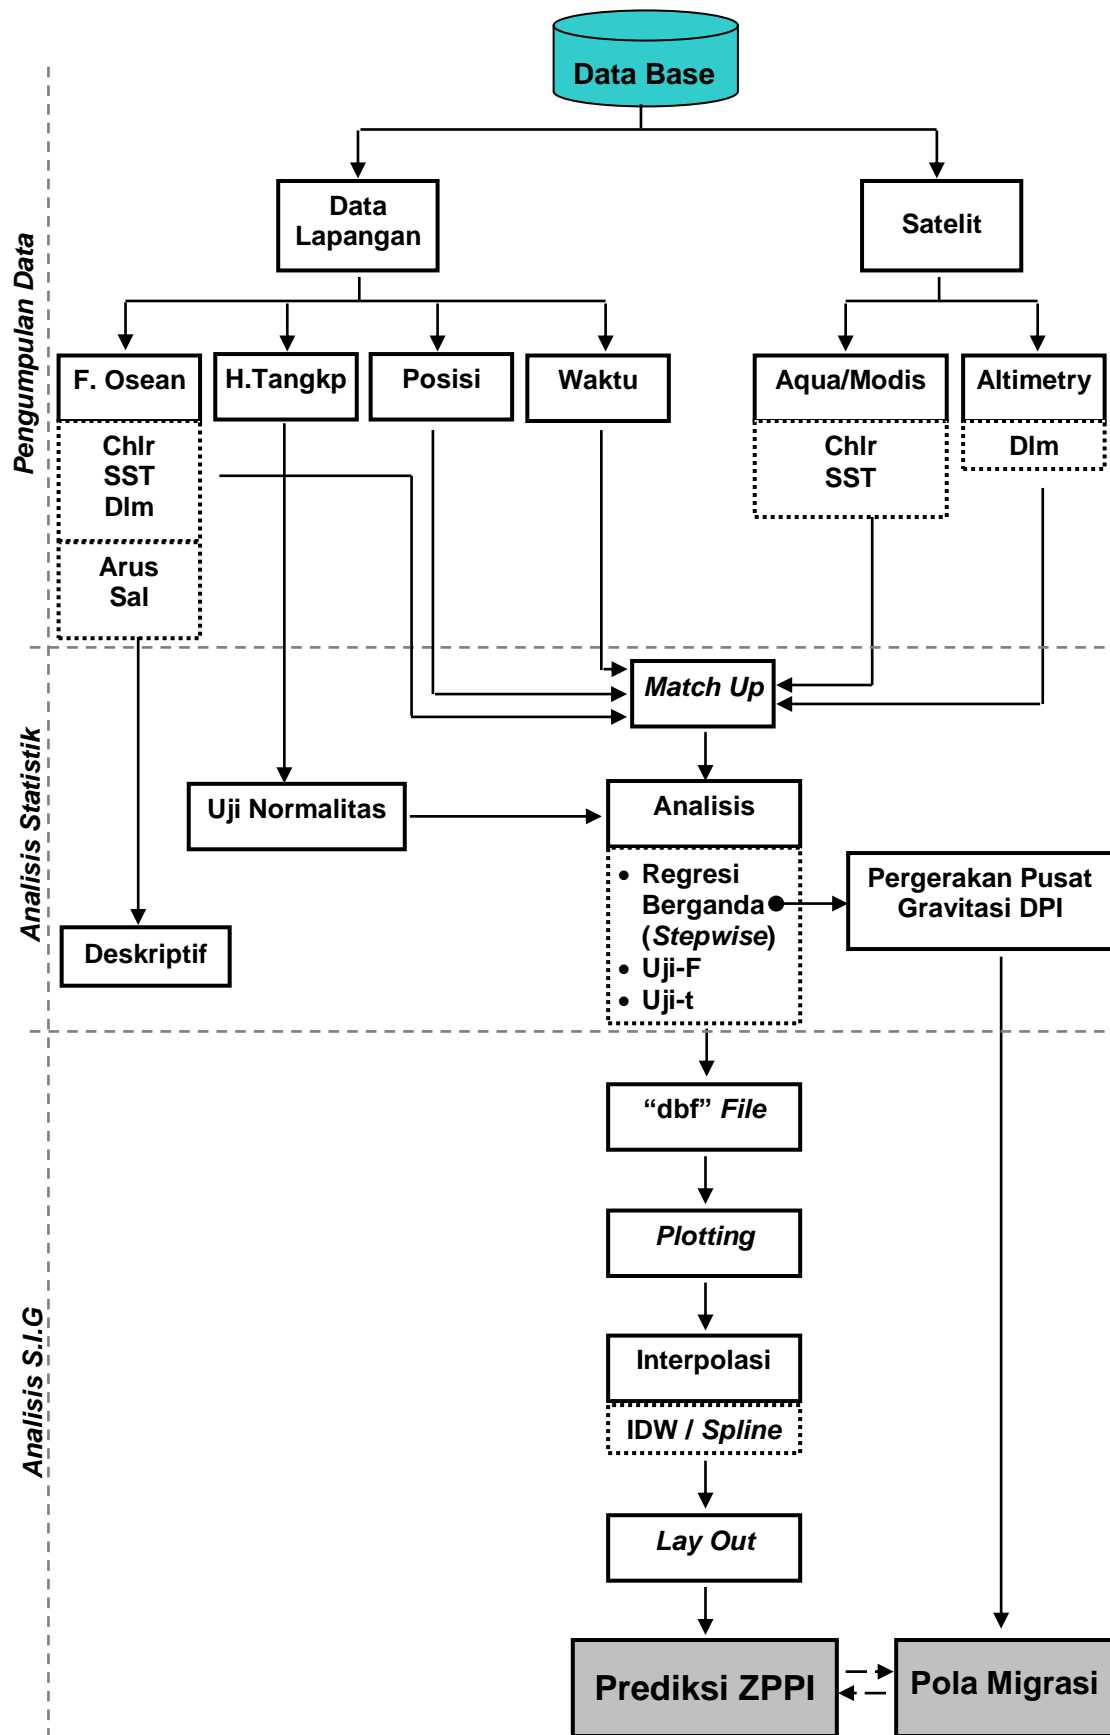 Data Base
Pengumpulan Data
Data
Lapangan
Satelit
F. Osean
H.Tangkp
Posisi
Waktu
Aqua/Modis
Altimetry
Chlr
SST
Dlm
Arus
Sal
Chlr
SST
Dlm
Analisis Statistik
Match Up
Uji Normalitas
Analisis
• Regresi
Berganda
(Stepwise)
• Uji-F
• Uji-t
Pergerakan Pusat
Gravitasi DPI
Deskriptif
Analisis S.I.G
“dbf” File
Plotting
Interpolasi
IDW / Spline
Lay Out
Prediksi ZPPI
Pola Migrasi